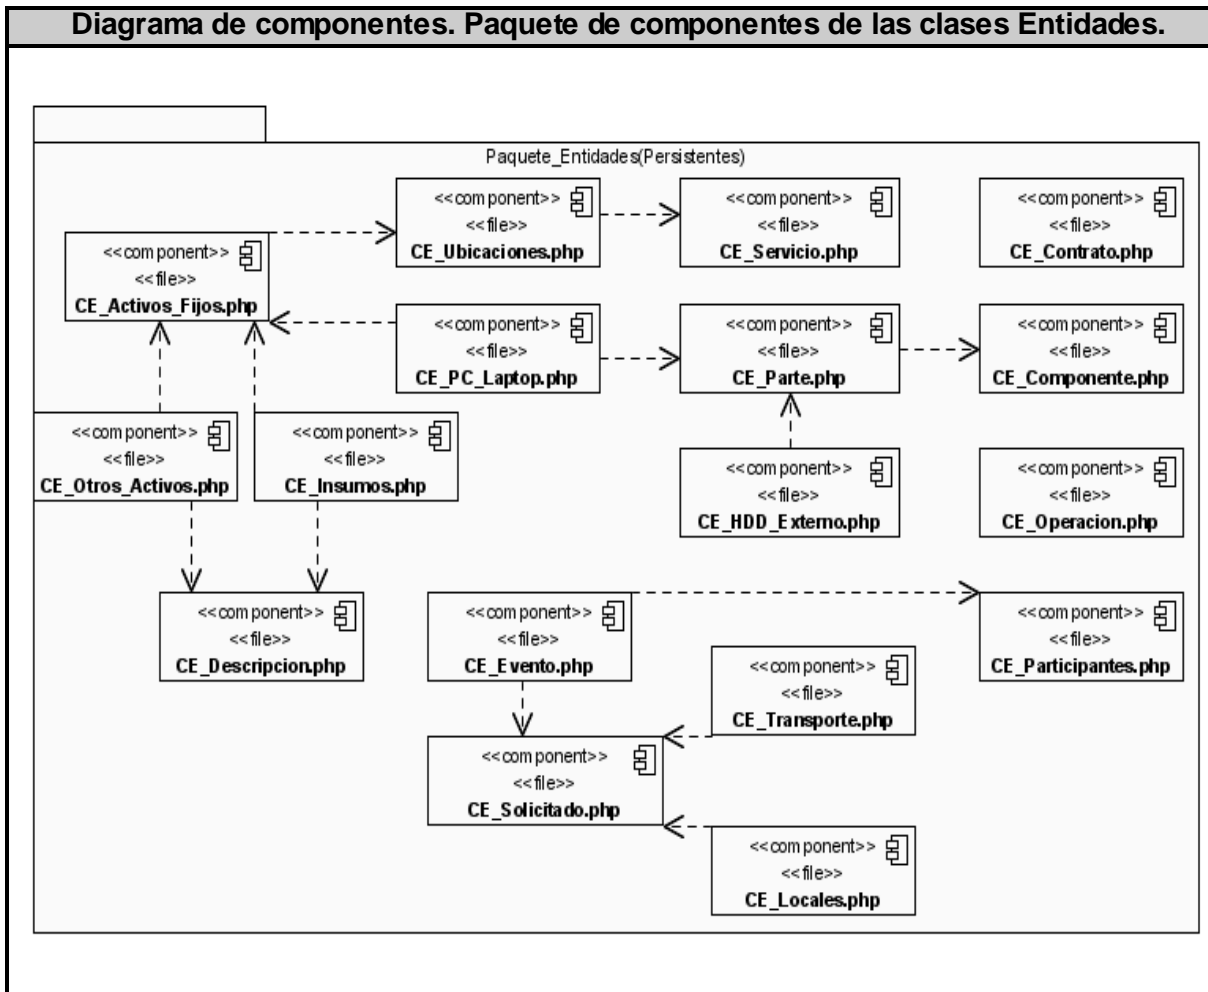 Diagrama de componentes. Paquete de componentes de las clases Entidades.
Paquete_Entidades(Persistentes)
<<component>>
<<file>>
CE_Ubicaciones.php
<<component>>
<<file>>
CE_Servicio.php
<<component>>
<<file>>
CE_Contrato.php
<<component>>
<<file>>
CE_Activos_Fijos.php
<<component>>
<<file>>
CE_PC_Laptop.php
<<component>>
<<file>>
CE_Parte.php
<<component>>
<<file>>
CE_Componente.php
<<component>>
<<file>>
CE_Otros_Activos.php
<<component>>
<<file>>
CE_Insumos.php
<<component>>
<<file>>
CE_HDD_Externo.php
<<component>>
<<file>>
CE_Operacion.php
<<component>>
<<file>>
CE_Descripcion.php
<<component>>
<<file>>
CE_Evento.php
<<component>>
<<file>>
CE_Participantes.php
<<component>>
<<file>>
CE_Transporte.php
<<component>>
<<file>>
CE_Solicitado.php
<<component>>
<<file>>
CE_Locales.php